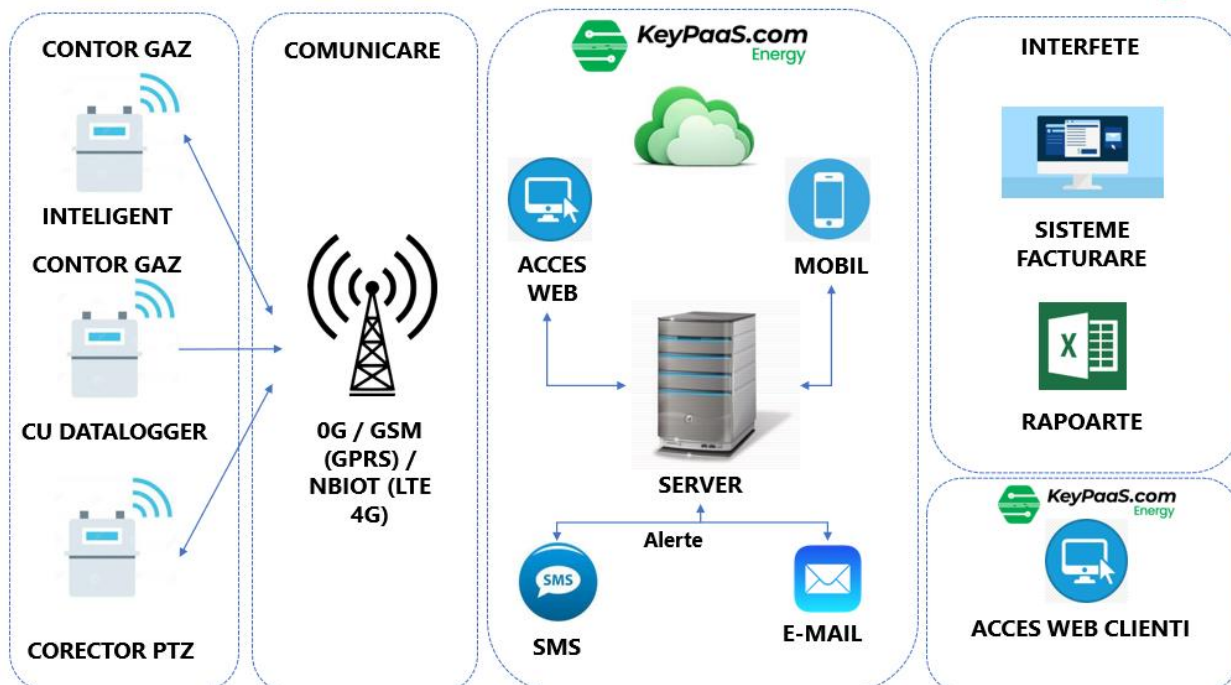 CONTOR GAZ
INTELIGENT
CONTOR GAZ
CU DATALOGGER
CORECTOR PTZ
COMUNICARE
0G / GSM
(GPRS) /
NBIOT (LTE
4G)
KeyPaaS.com
Energy
ACCES
WEB
MOBIL
SERVER
Alerte
SMS
SMS
E-MAIL
INTERFETE
SISTEME
FACTURARE
X
RAPOARTE
KeyPaaS.com
Energy
ACCES WEB CLIENTI